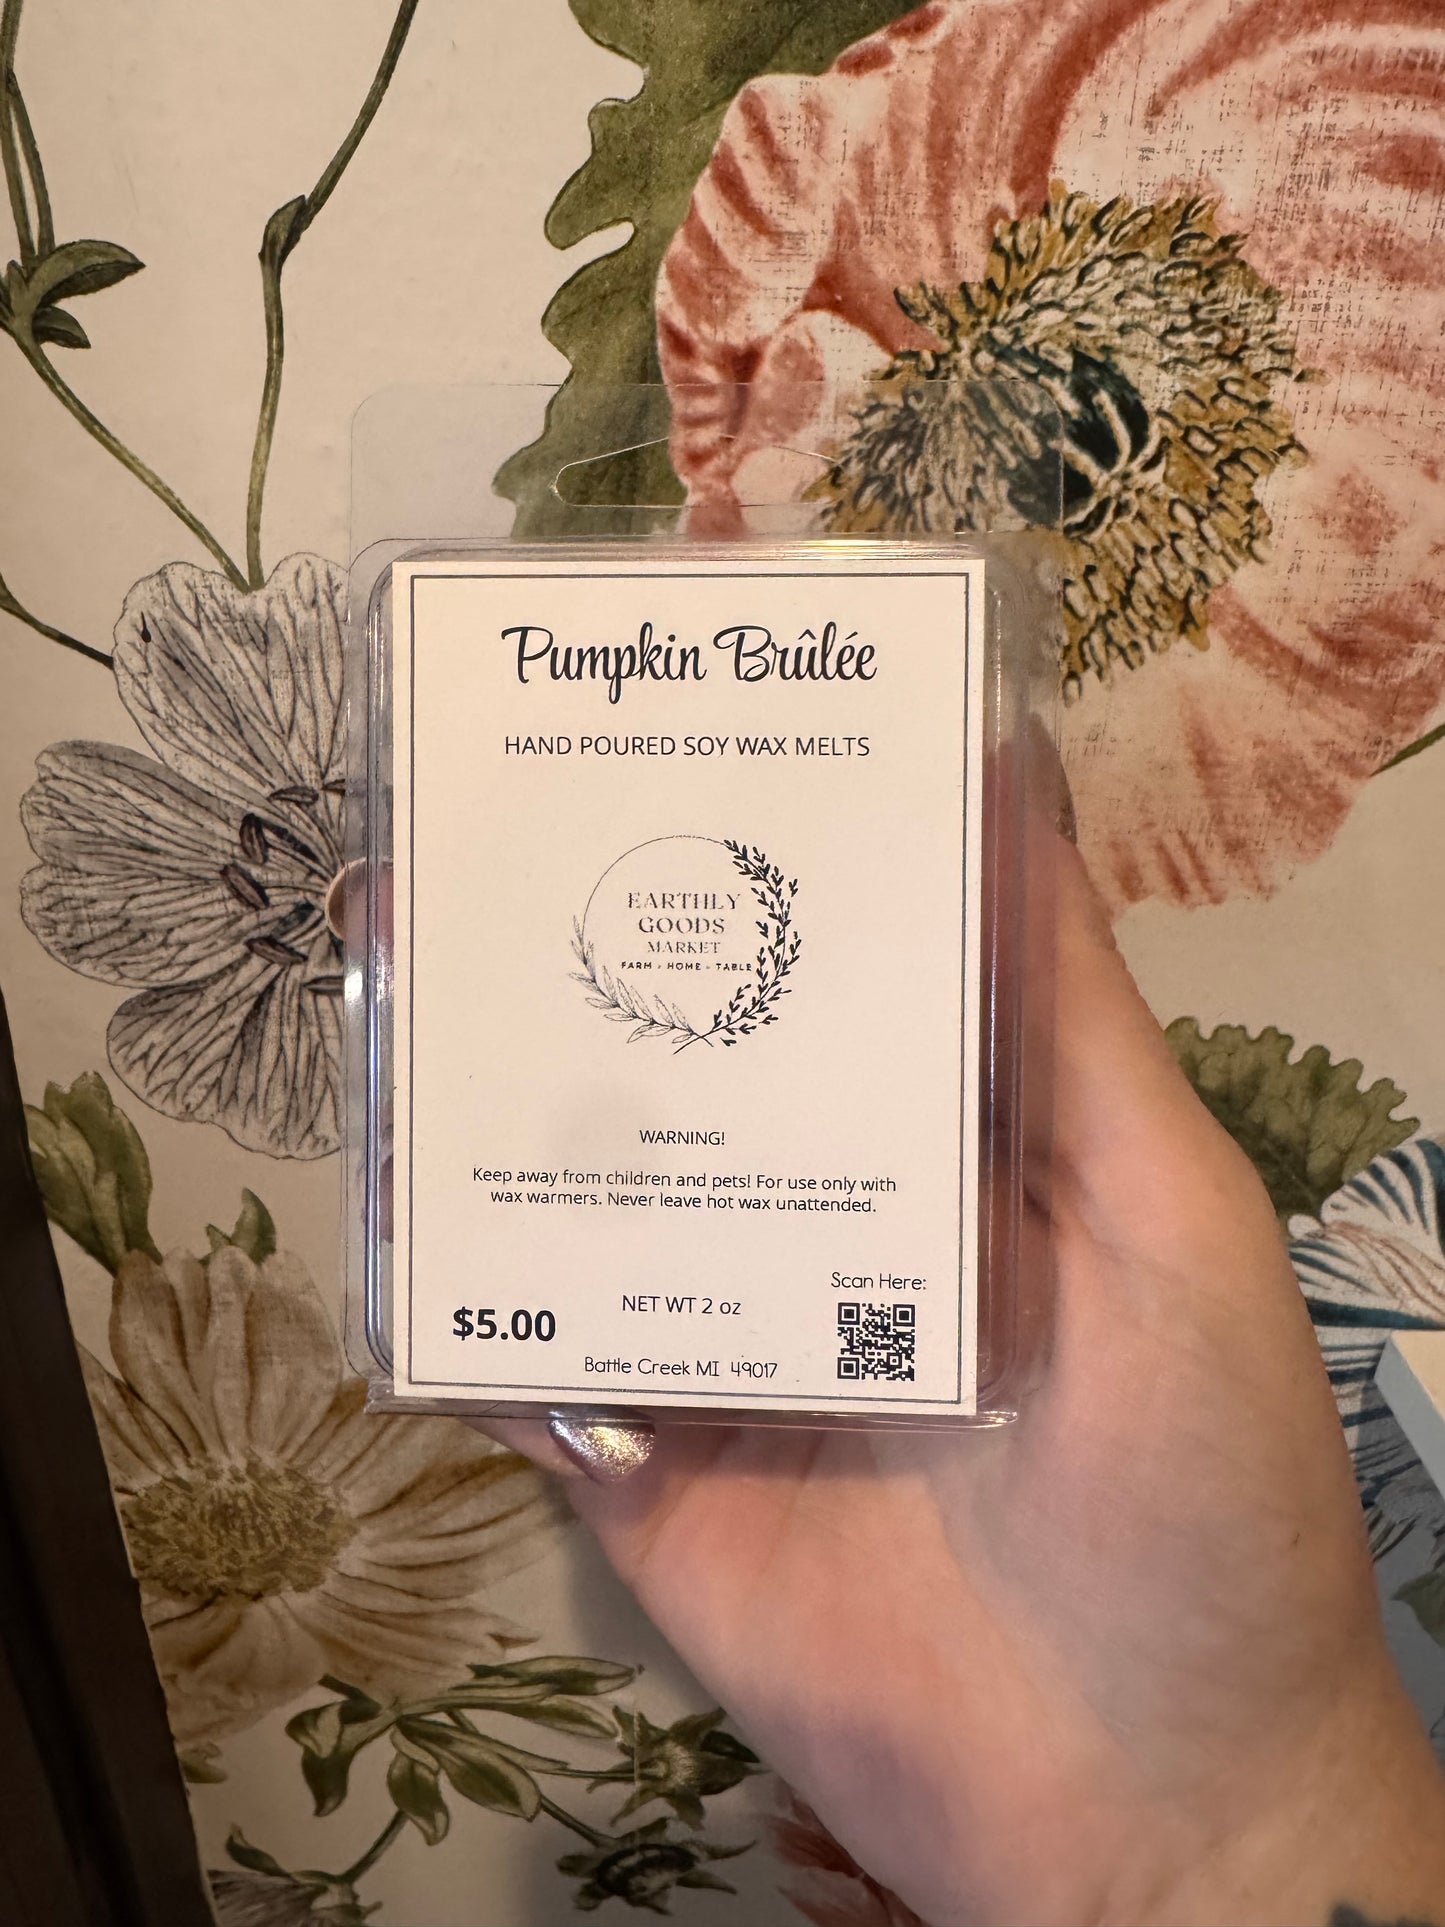 Pumpkin Brûlée
HAND POURED SOY WAX MELTS
EARTHLY
GOODS
MARKET
FARM · HOME · TABLE
WARNING!
Keep away from children and pets! For use only with
wax warmers. Never leave hot wax unattended.
Scan Here:
$5.00
NET WT 2 oz
Battle Creek MI 49017